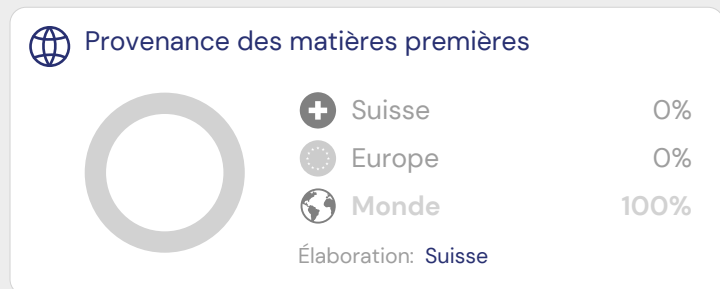 Provenance des matières premières
Suisse 0%
Europe 0%
Monde 100%
Élaboration: Suisse